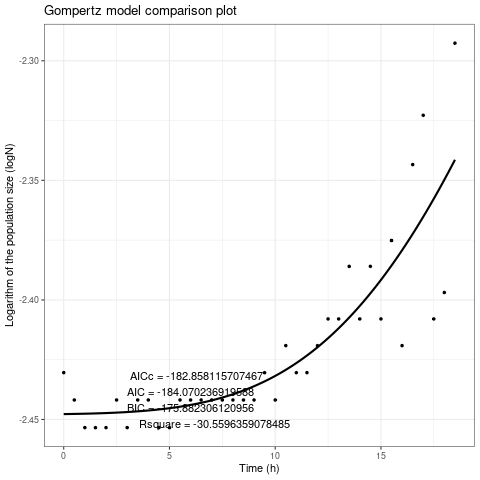 Gompertz model comparison plot
-2.30
-2.35
-2.40
-2.45
Logarithm of the population size (logN)
AICc = -182.858115707467
AIC = -184.070236919588
BIC = -175.882306120956
Rsquare = -30.5596359078485
0 5 10 15
Time (h)